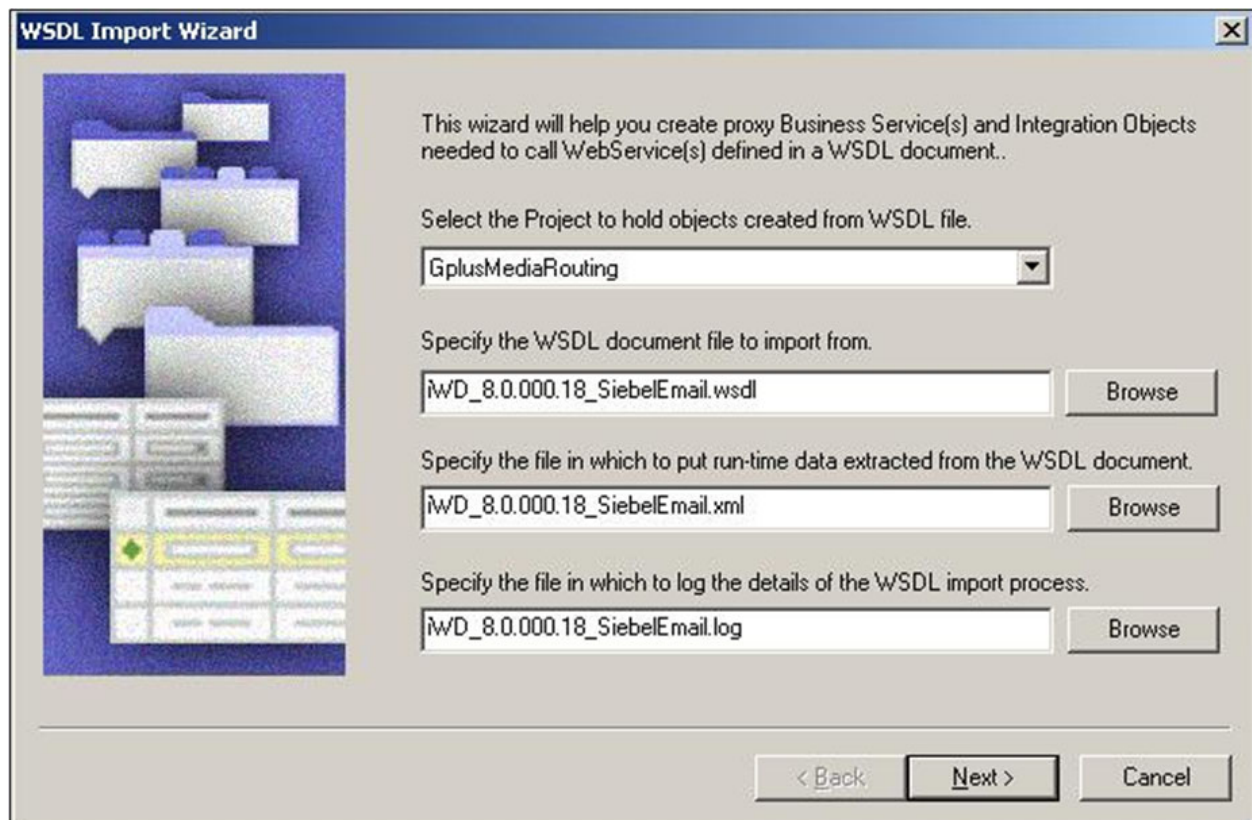 WSDL Import Wizard
This wizard will help you create proxy Business Service(s) and Integration Objects
needed to call WebService(s) defined in a WSDL document..
Select the Project to hold objects created from WSDL file.
GplusMediaRouting
Specify the WSDL document file to import from.
iWD_8.0.000.18_SiebelEmail.wsdl
Browse
Specify the file in which to put run-time data extracted from the WSDL document.
iWD_8.0.000.18_SiebelEmail.xml
Browse
Specify the file in which to log the details of the WSDL import process.
iWD_8.0.000.18_SiebelEmail.log
Browse
< Back
Next >
Cancel